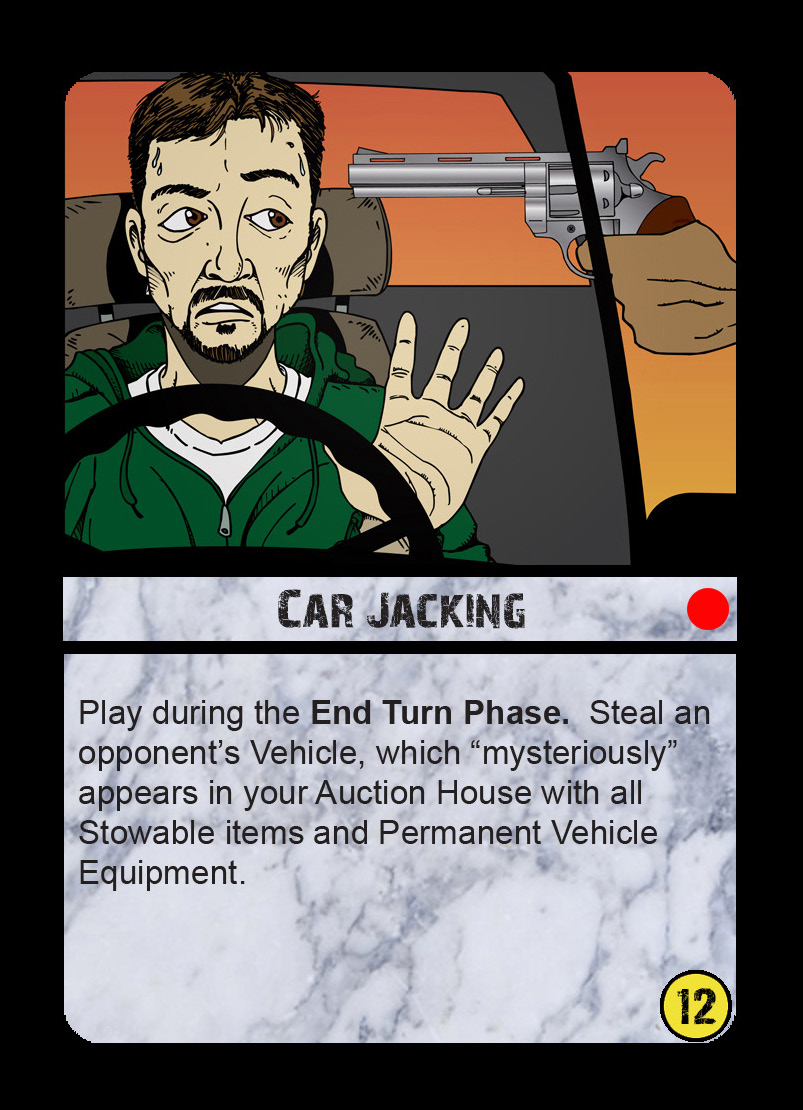 CAR JACKING
Play during the End Turn Phase.  Steal an
opponent’s Vehicle, which “mysteriously”
appears in your Auction House with all
Stowable items and Permanent Vehicle
Equipment.
12